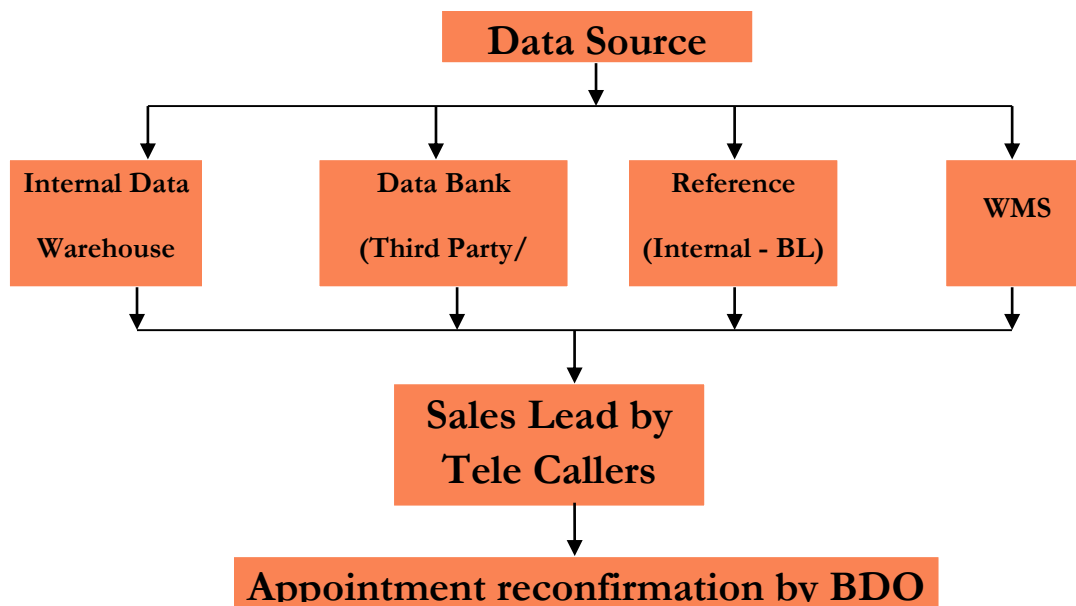 Data Source
Internal Data
Warehouse
Data Bank
(Third Party/
Reference
(Internal - BL)
WMS
Sales Lead by
Tele Callers
Appointment reconfirmation by BDO